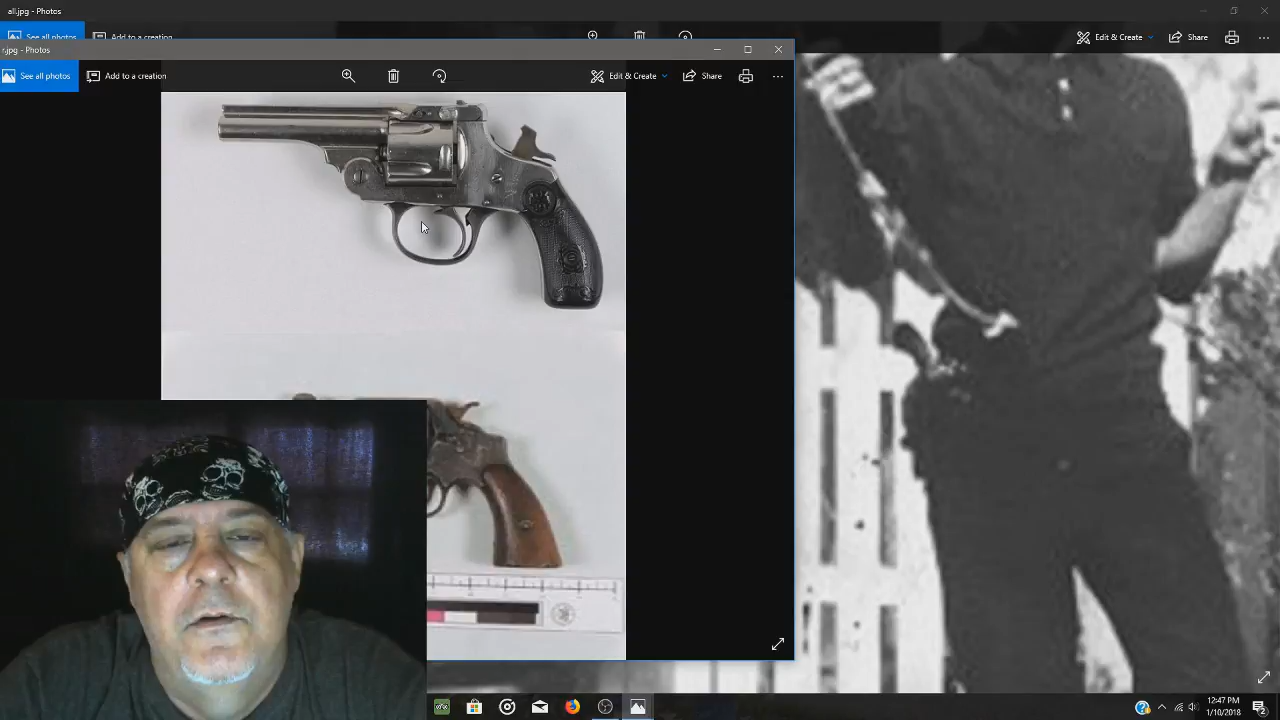 all.jpg - Photos
See all photos
Add to a creation
Edit & Create
Share
r.jpg - Photos
See all photos
Add to a creation
Edit & Create
Share
12:47 PM
1/10/2018